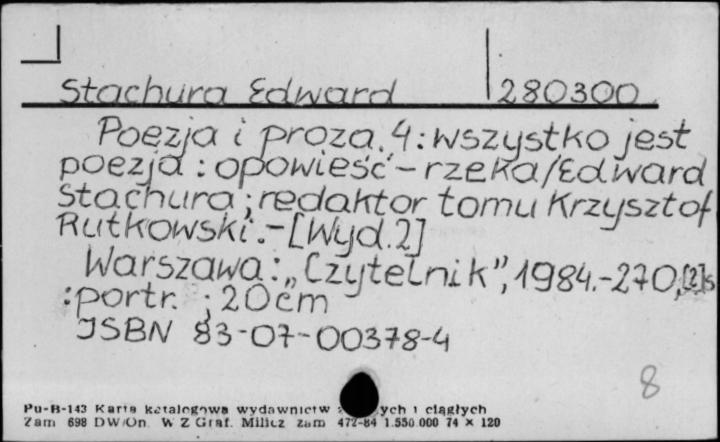 Stachura Edward 280300
Poezja i proza. 4: wszystko jest
poezja : opowieść - rzeka / Edward
Stachura ; redaktor tomu Krzysztof
Rutkowski. - [Wyd. 2]
Warszawa : „Czytelnik", 1984. - 270, [2] s
: portr. ; 20 cm
ISBN 83-07-00378-4
8
Pu-B-143 Karta katalogowa wydawnictw ych i ciągłych
Zam 698 DW/On. W Z Graf. Milicz zam 472-84 1.550.000 74 × 120